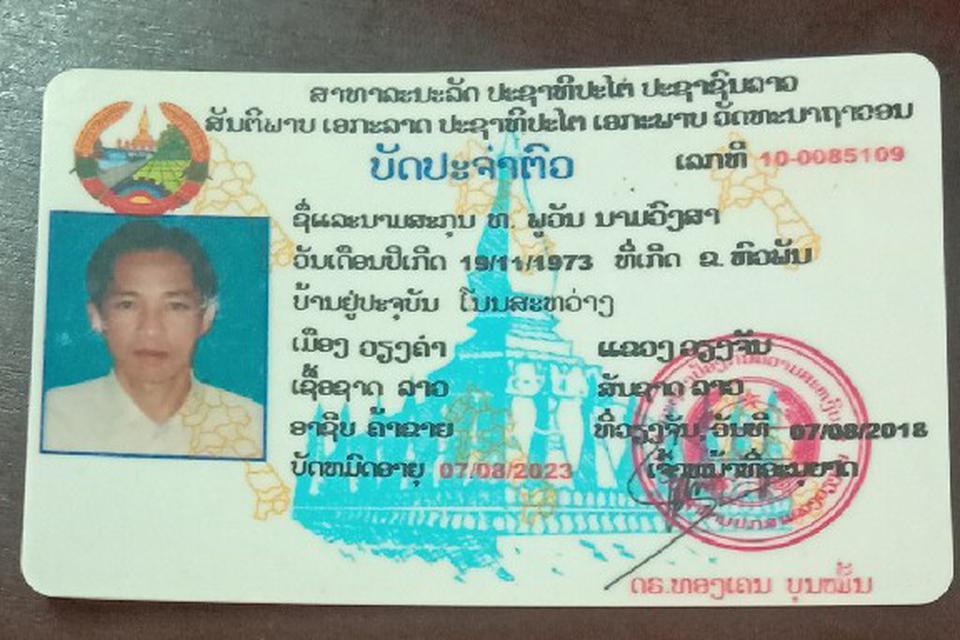 ສາທາລະນະລັດ ປະຊາທິປະໄຕ ປະຊາຊົນລາວ
ສັນຕິພາບ ເອກະລາດ ປະຊາທິປະໄຕ ເອກະພາບ ວັດທະນາຖາວອນ
ບັດປະຈຳຕົວ ເລກທີ 10-0085109
ຊື່ແລະນາມສະກຸນ ທ. ພູວັນ ນາມວົງສາ
ວັນເດືອນປີເກີດ 19/11/1973 ທີ່ເກີດ ຂ. ຫົວພັນ
ບ້ານຢູ່ປະຈຸບັນ ໂນນສະຫວ່າງ
ເມືອງ ວຽງຄຳ ແຂວງ ວຽງຈັນ
ເຊື້ອຊາດ ລາວ ສັນຊາດ ລາວ
ອາຊີບ ຄ້າຂາຍ ທີ່ວຽງຈັນ, ວັນທີ 07/08/2018
ບັດໝົດອາຍຸ 07/08/2023 ເຈົ້າໜ້າທີ່ອະນຸຍາດ
ດຣ.ທອງເຄນ ບຸນໝັ້ນ